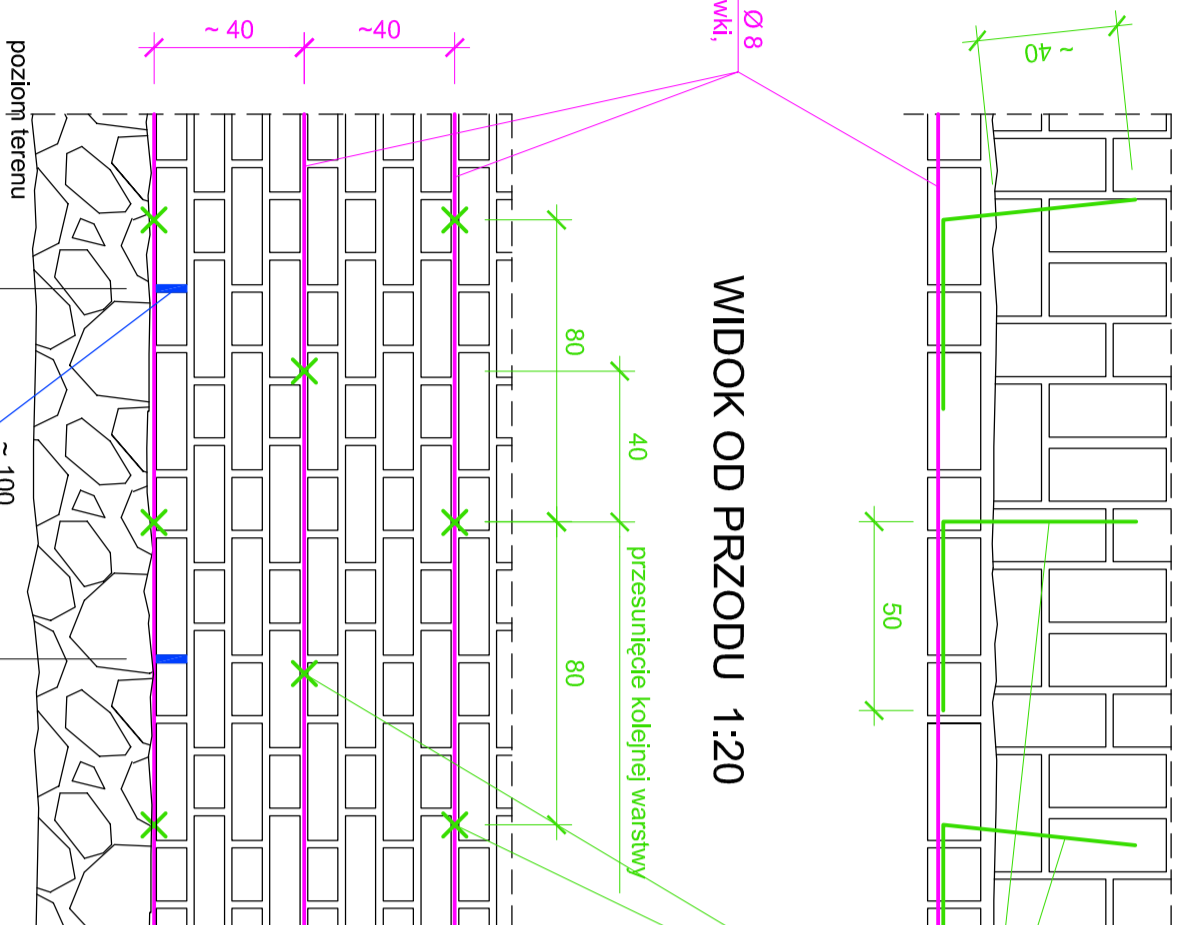 WIDOK OD PRZODU 1:20
Ø 8
wki,
~ 40
~40
~ 40
80
40
80
50
przesunięcie kolejnej warstwy
poziom terenu
~ 100